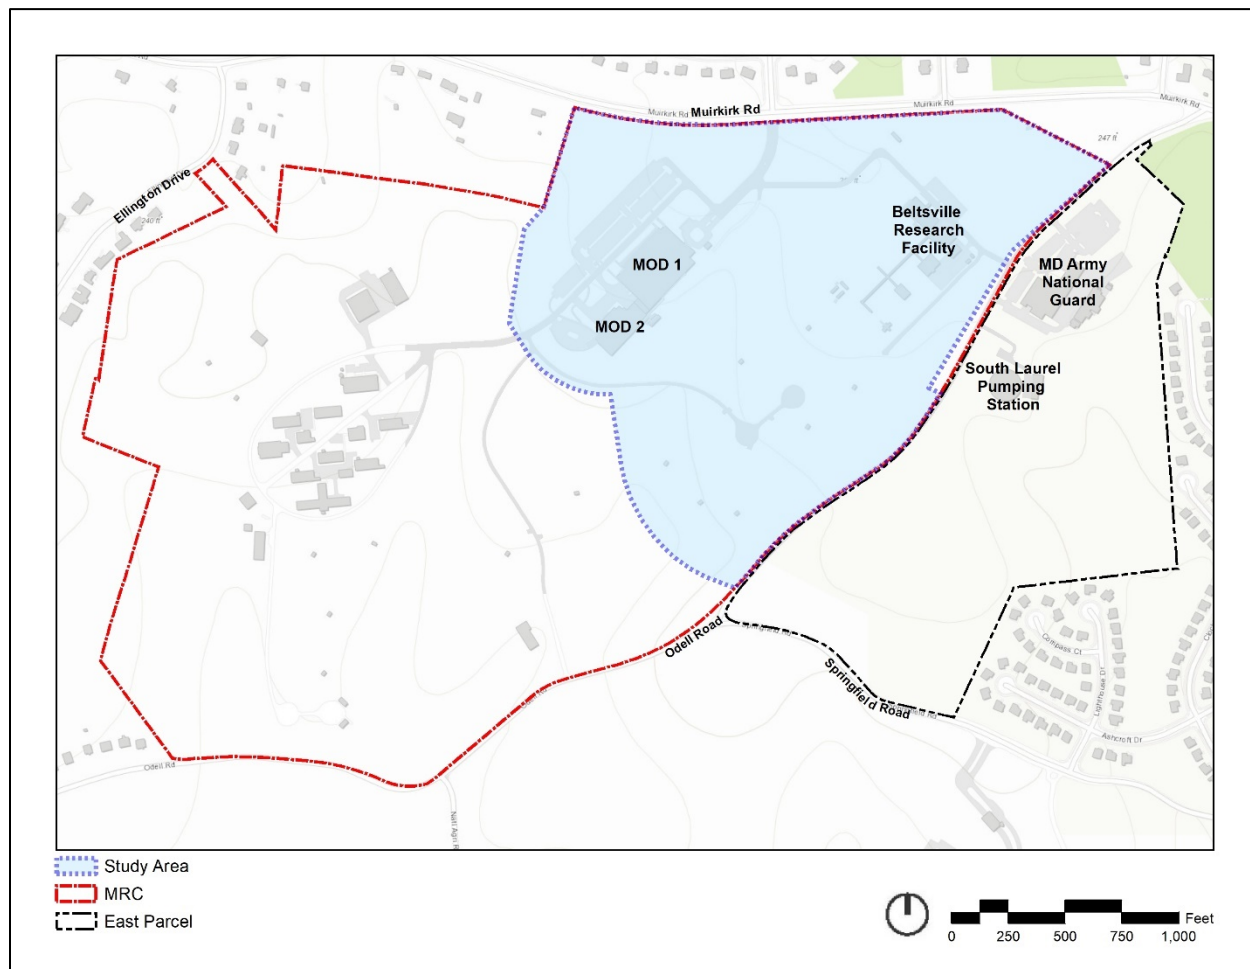 Muirkirk Rd
Muirkirk Rd
Muirkirk Rd
Muirkirk Rd
247 ft
Ellington Drive
240 ft
Beltsville
Research
Facility
MOD 1
MD Army
National
Guard
MOD 2
South Laurel
Pumping
Station
Odell Road
Springfield Rd
Springfield Road
Compass Ct
Lighthouse Dr
Ashcroft Dr
Odell Rd
Study Area
MRC
East Parcel
Feet
0 250 500 750 1,000